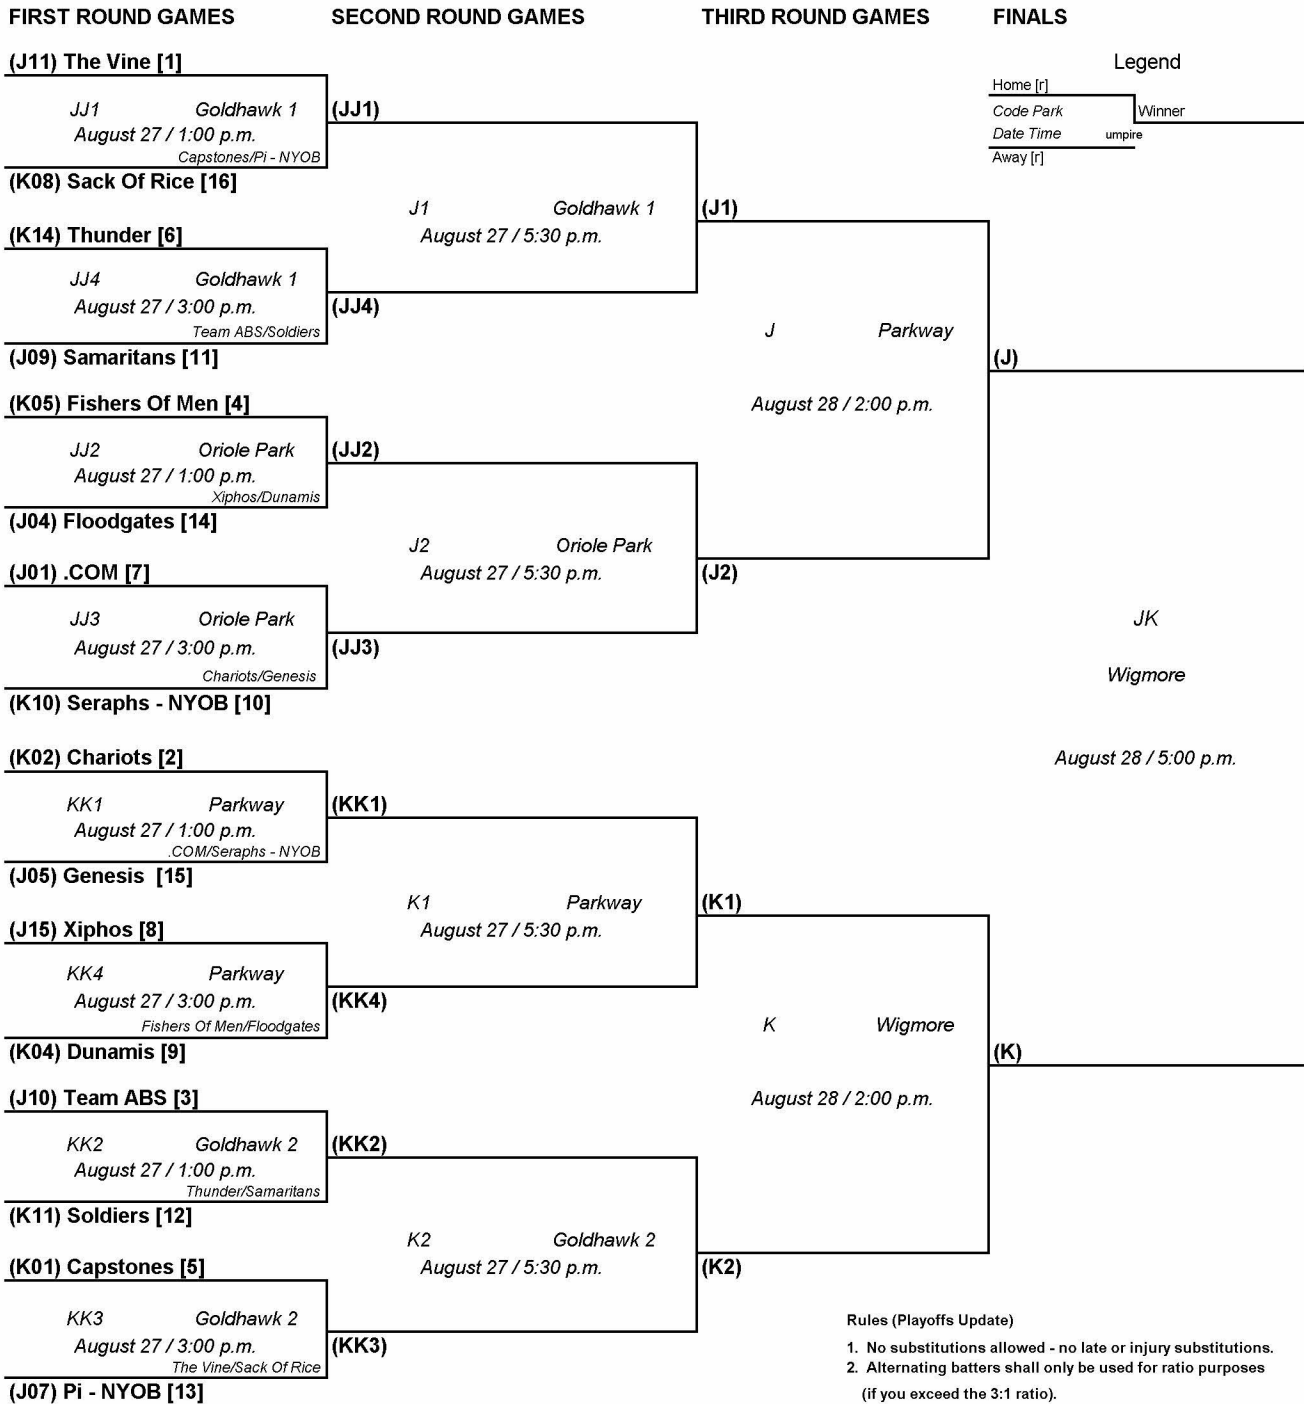 FIRST ROUND GAMES
SECOND ROUND GAMES
THIRD ROUND GAMES
FINALS
Legend
Home [r]
Code Park
Winner
Date Time
umpire
Away [r]
(J11) The Vine [1]
JJ1 Goldhawk 1
August 27 / 1:00 p.m.
Capstones/Pi - NYOB
(K08) Sack Of Rice [16]
(K14) Thunder [6]
JJ4 Goldhawk 1
August 27 / 3:00 p.m.
Team ABS/Soldiers
(J09) Samaritans [11]
(K05) Fishers Of Men [4]
JJ2 Oriole Park
August 27 / 1:00 p.m.
Xiphos/Dunamis
(J04) Floodgates [14]
(J01) .COM [7]
JJ3 Oriole Park
August 27 / 3:00 p.m.
Chariots/Genesis
(K10) Seraphs - NYOB [10]
(K02) Chariots [2]
KK1 Parkway
August 27 / 1:00 p.m.
.COM/Seraphs - NYOB
(J05) Genesis [15]
(J15) Xiphos [8]
KK4 Parkway
August 27 / 3:00 p.m.
Fishers Of Men/Floodgates
(K04) Dunamis [9]
(J10) Team ABS [3]
KK2 Goldhawk 2
August 27 / 1:00 p.m.
Thunder/Samaritans
(K11) Soldiers [12]
(K01) Capstones [5]
KK3 Goldhawk 2
August 27 / 3:00 p.m.
The Vine/Sack Of Rice
(J07) Pi - NYOB [13]
(JJ1)
J1 Goldhawk 1
August 27 / 5:30 p.m.
(JJ4)
(JJ2)
J2 Oriole Park
August 27 / 5:30 p.m.
(JJ3)
(KK1)
K1 Parkway
August 27 / 5:30 p.m.
(KK4)
(KK2)
K2 Goldhawk 2
August 27 / 5:30 p.m.
(KK3)
(J1)
J Parkway
August 28 / 2:00 p.m.
(J2)
(K1)
K Wigmore
August 28 / 2:00 p.m.
(K2)
(J)
JK
Wigmore
August 28 / 5:00 p.m.
(K)
Rules (Playoffs Update)
1. No substitutions allowed - no late or injury substitutions.
2. Alternating batters shall only be used for ratio purposes
(if you exceed the 3:1 ratio).